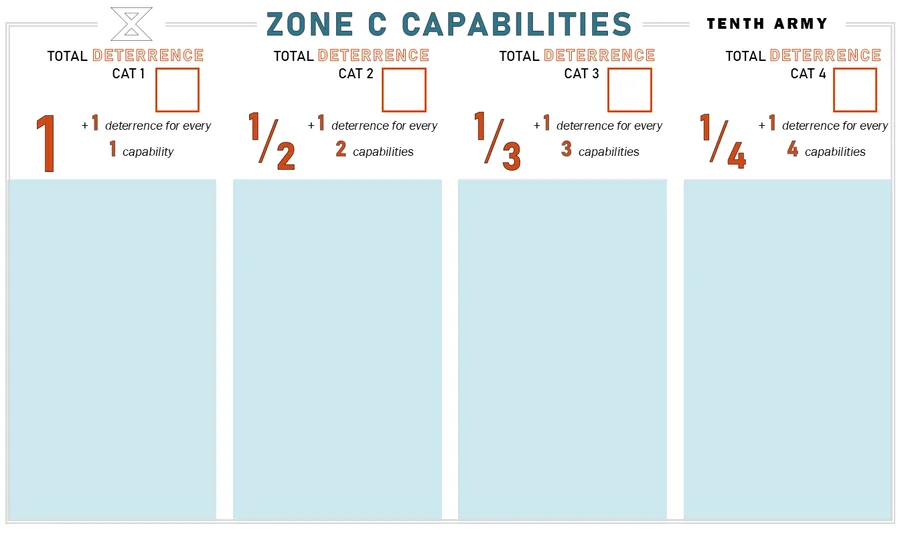 ZONE C CAPABILITIES
TENTH ARMY
TOTAL DETERRENCE
CAT 1
1
+ 1 deterrence for every
1 capability
TOTAL DETERRENCE
CAT 2
1/2
+ 1 deterrence for every
2 capabilities
TOTAL DETERRENCE
CAT 3
1/3
+ 1 deterrence for every
3 capabilities
TOTAL DETERRENCE
CAT 4
1/4
+ 1 deterrence for every
4 capabilities